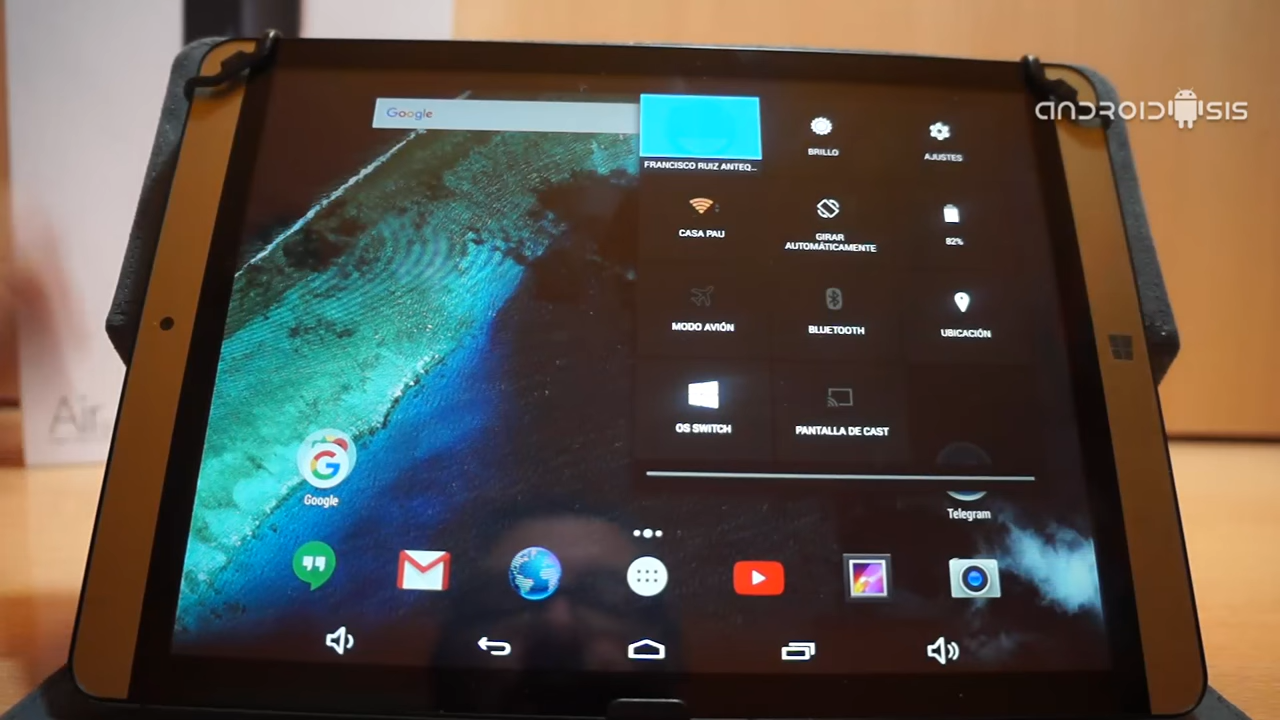 ANDROIDSIS
Google
FRANCISCO RUIZ ANTEQ...
BRILLO
AJUSTES
CASA PAU
GIRAR
AUTOMÁTICAMENTE
82%
MODO AVIÓN
BLUETOOTH
UBICACIÓN
Air
OS SWITCH
PANTALLA DE CAST
Google
Telegram